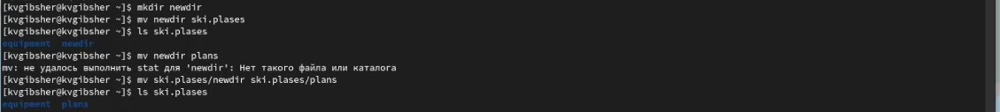 [kvgibsher@kvgibsher ~]$ mkdir newdir
[kvgibsher@kvgibsher ~]$ mv newdir ski.plases
[kvgibsher@kvgibsher ~]$ ls ski.plases
equipment  newdir
[kvgibsher@kvgibsher ~]$ mv newdir plans
mv: не удалось выполнить stat для 'newdir': Нет такого файла или каталога
[kvgibsher@kvgibsher ~]$ mv ski.plases/newdir ski.plases/plans
[kvgibsher@kvgibsher ~]$ ls ski.plases
equipment  plans